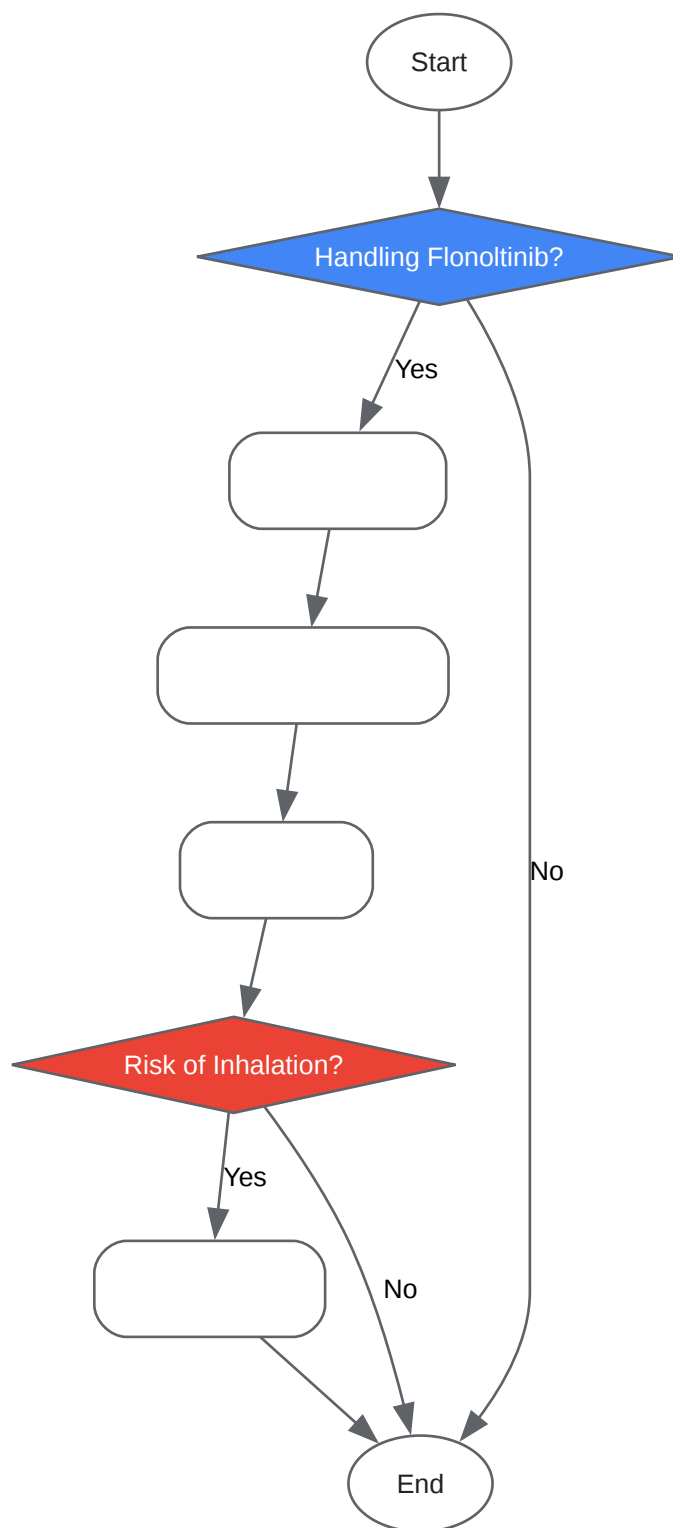 Start
Handling Flonoltinib?
Yes
No
Risk of Inhalation?
Yes
No
End